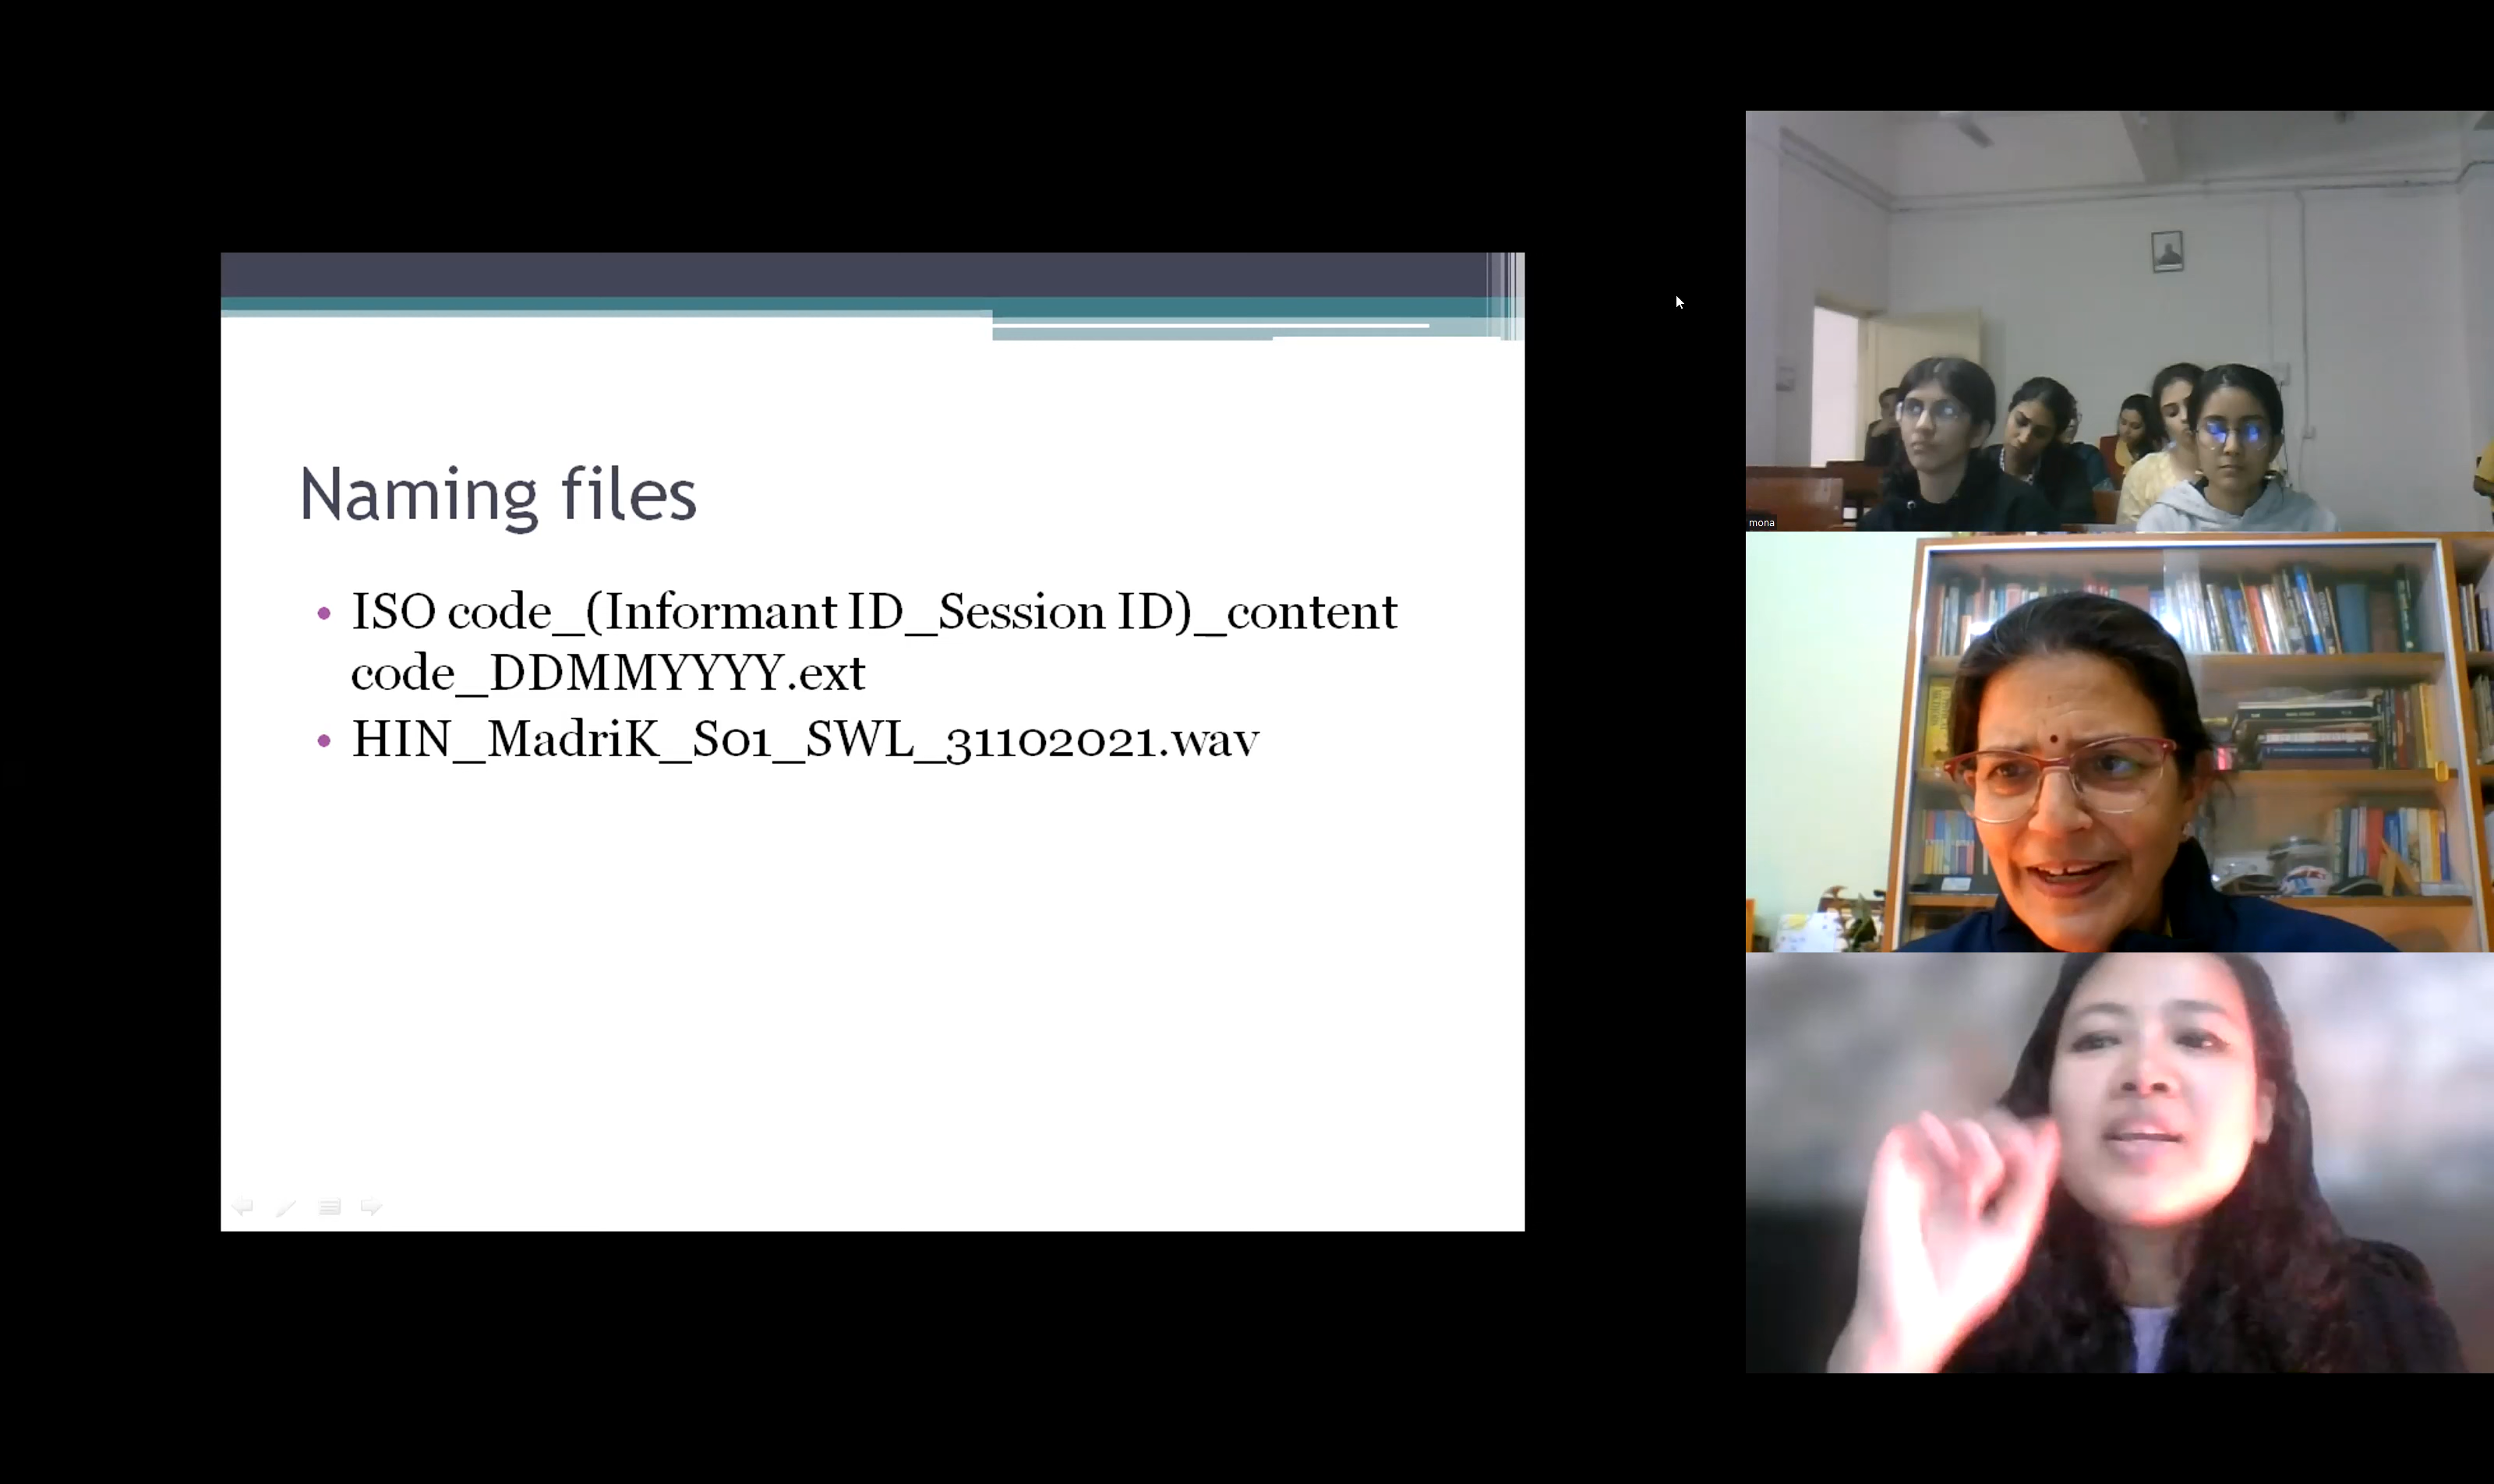 Naming files
ISO code_(Informant ID_Session ID)_content
code_DDMMYYYY.ext
HIN_MadriK_S01_SWL_31102021.wav
mona